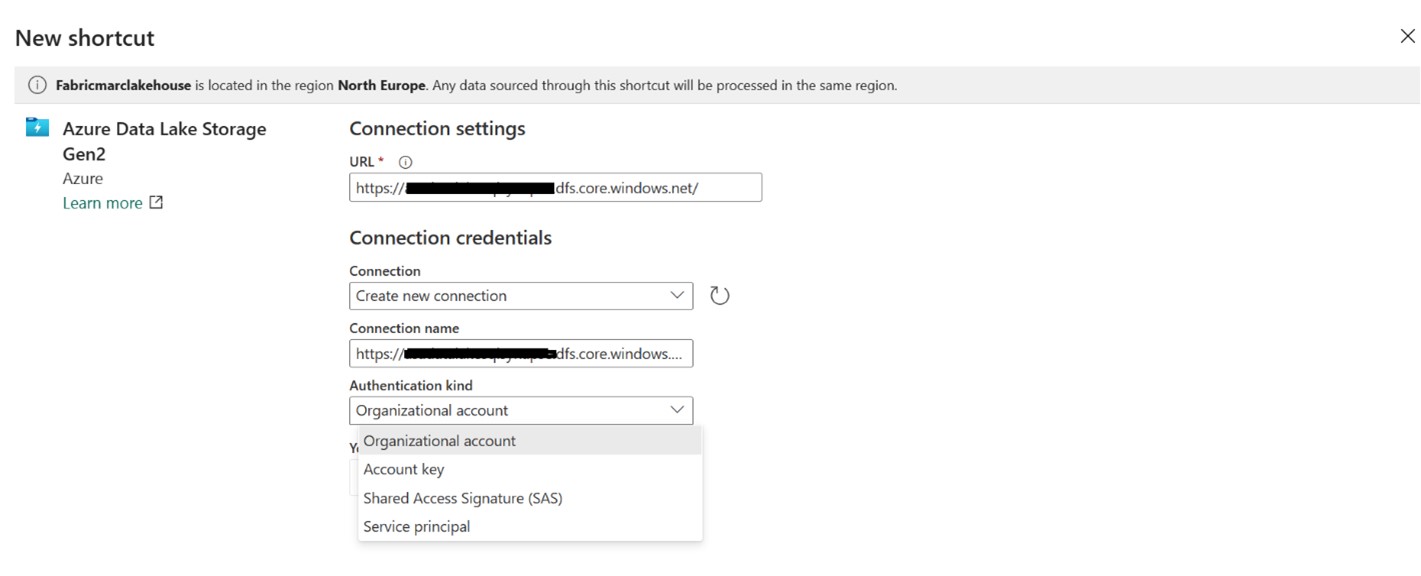 New shortcut
Fabricmarclakehouse is located in the region North Europe. Any data sourced through this shortcut will be processed in the same region.
Azure Data Lake Storage
Gen2
Azure
Learn more
Connection settings
URL *
https:// dfs.core.windows.net/
Connection credentials
Connection
Create new connection
Connection name
https:// dfs.core.windows....
Authentication kind
Organizational account
Organizational account
Account key
Shared Access Signature (SAS)
Service principal